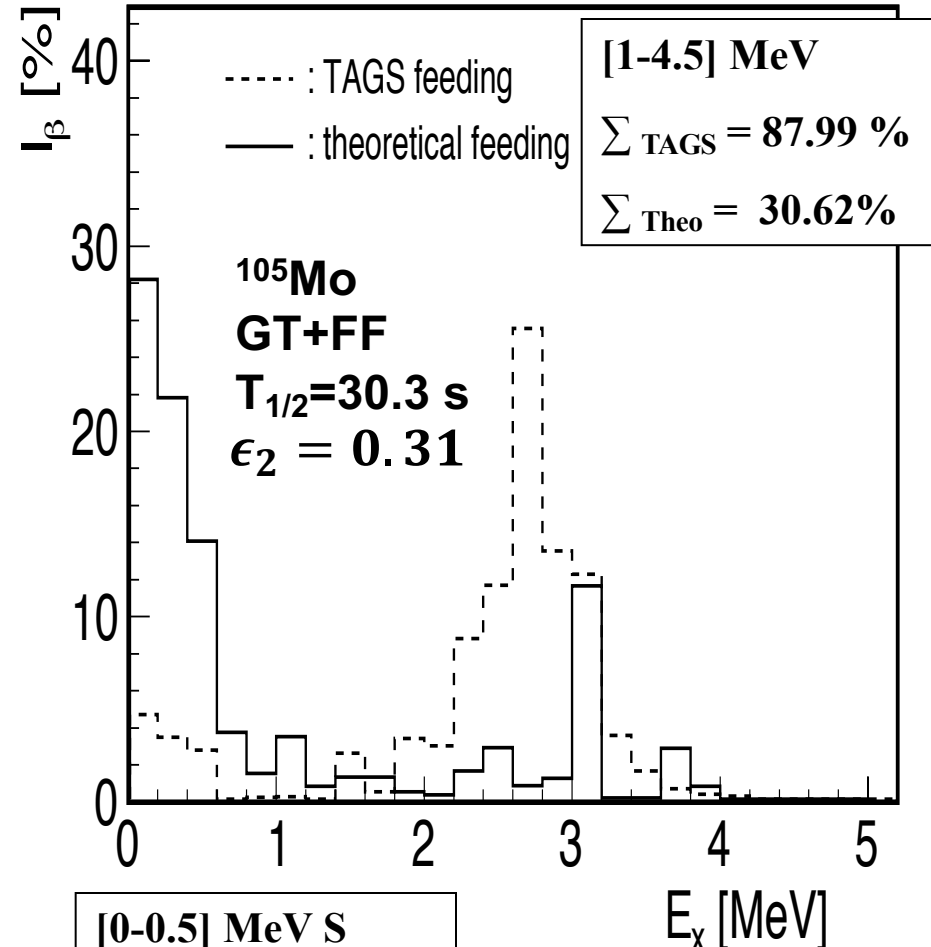 I_β [%]
40
30
20
10
0
: TAGS feeding
: theoretical feeding
[1-4.5] MeV
∑ TAGS = 87.99 %
∑ Theo = 30.62%
¹⁰⁵Mo
GT+FF
T₁/₂=30.3 s
ϵ₂ = 0.31
0 1 2 3 4 5
Eₓ [MeV]
[0-0.5] MeV S